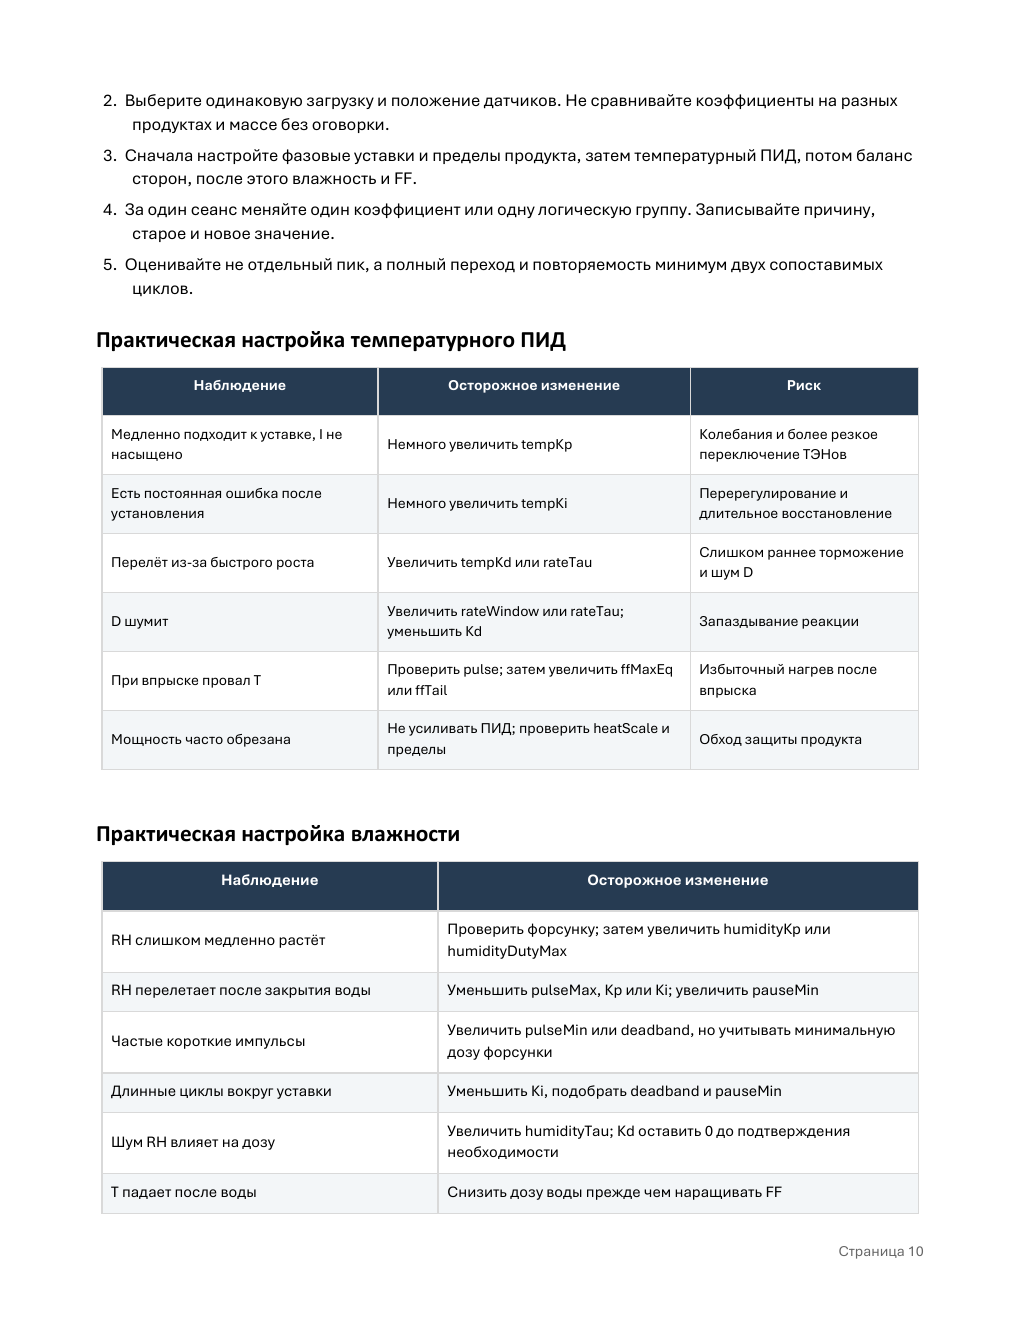 2. Выберите одинаковую загрузку и положение датчиков. Не сравнивайте коэффициенты на разных
продуктах и массе без оговорки.
3. Сначала настройте фазовые уставки и пределы продукта, затем температурный ПИД, потом баланс
сторон, после этого влажность и FF.
4. За один сеанс меняйте один коэффициент или одну логическую группу. Записывайте причину,
старое и новое значение.
5. Оценивайте не отдельный пик, а полный переход и повторяемость минимум двух сопоставимых
циклов.
Практическая настройка температурного ПИД
Наблюдение
Осторожное изменение
Риск
Медленно подходит к уставке, I не
насыщено
Немного увеличить tempKp
Колебания и более резкое
переключение ТЭНов
Есть постоянная ошибка после
установления
Немного увеличить tempKi
Перерегулирование и
длительное восстановление
Перелёт из-за быстрого роста
Увеличить tempKd или rateTau
Слишком раннее торможение
и шум D
D шумит
Увеличить rateWindow или rateTau;
уменьшить Kd
Запаздывание реакции
При впрыске провал T
Проверить pulse; затем увеличить ffMaxEq
или ffTail
Избыточный нагрев после
впрыска
Мощность часто обрезана
Не усиливать ПИД; проверить heatScale и
пределы
Обход защиты продукта
Практическая настройка влажности
Наблюдение
Осторожное изменение
RH слишком медленно растёт
Проверить форсунку; затем увеличить humidityKp или
humidityDutyMax
RH перелетает после закрытия воды
Уменьшить pulseMax, Kp или Ki; увеличить pauseMin
Частые короткие импульсы
Увеличить pulseMin или deadband, но учитывать минимальную
дозу форсунки
Длинные циклы вокруг уставки
Уменьшить Ki, подобрать deadband и pauseMin
Шум RH влияет на дозу
Увеличить humidityTau; Kd оставить 0 до подтверждения
необходимости
T падает после воды
Снизить дозу воды прежде чем наращивать FF
Страница 10